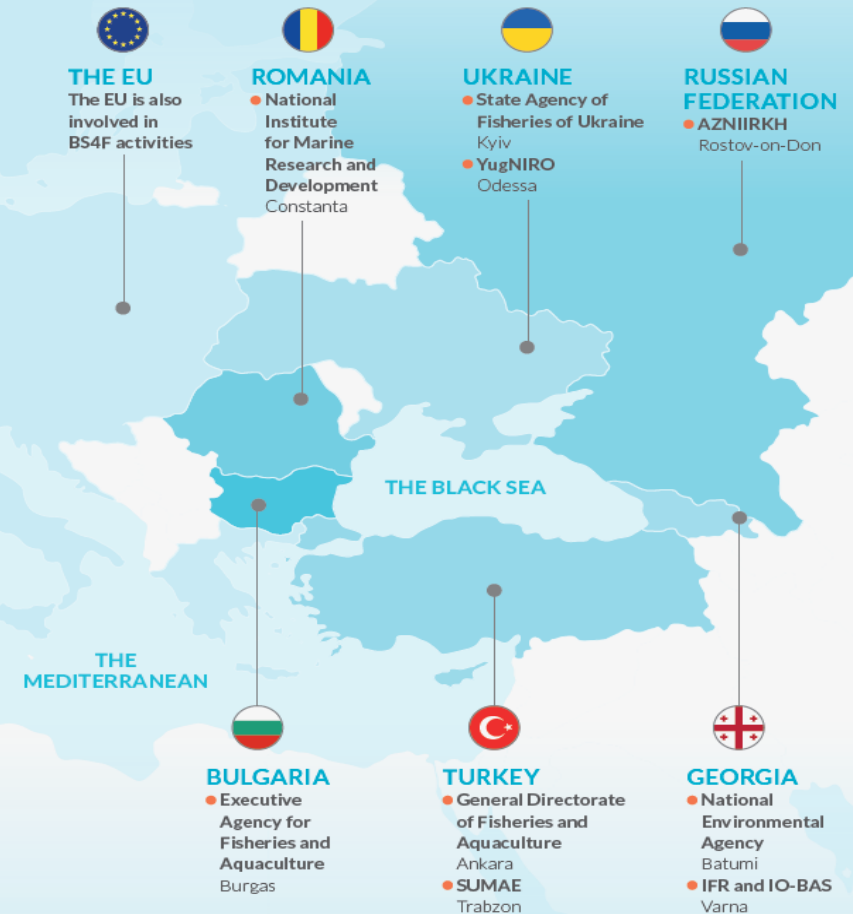 THE EU
The EU is also
involved in
BS4F activities
ROMANIA
National
Institute
for Marine
Research and
Development
Constanta
UKRAINE
State Agency of
Fisheries of Ukraine
Kyiv
YugNIRO
Odessa
RUSSIAN
FEDERATION
AZNIIRKH
Rostov-on-Don
THE BLACK SEA
THE
MEDITERRANEAN
BULGARIA
Executive
Agency for
Fisheries and
Aquaculture
Burgas
TURKEY
General Directorate
of Fisheries and
Aquaculture
Ankara
SUMAE
Trabzon
GEORGIA
National
Environmental
Agency
Batumi
IFR and IO-BAS
Varna